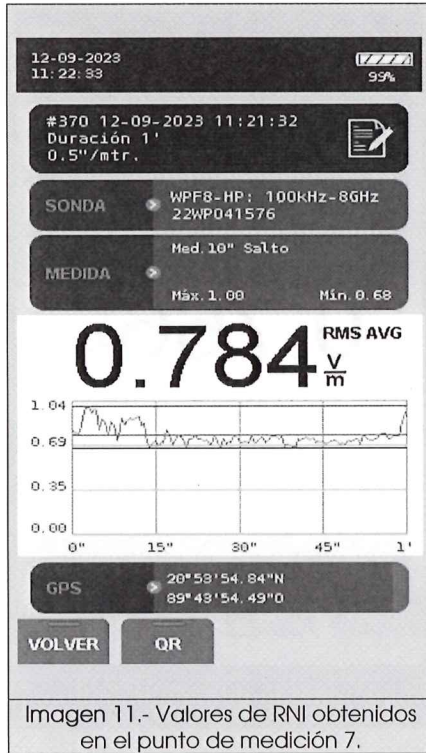 12-09-2023
11:22:33
99%
#370 12-09-2023 11:21:32
Duración 1'
0.5"/mtr.
SONDA
WPF8-HP: 100kHz-8GHz
22WP041576
MEDIDA
Med.10" Salto
Máx.1.00 Mín.0.68
0.784 RMS AVG V/m
1.04
0.69
0.35
0.00
0" 15" 30" 45" 1'
GPS
20°53'54.84"N
89°43'54.49"O
VOLVER QR
Imagen 11.- Valores de RNI obtenidos
en el punto de medición 7.